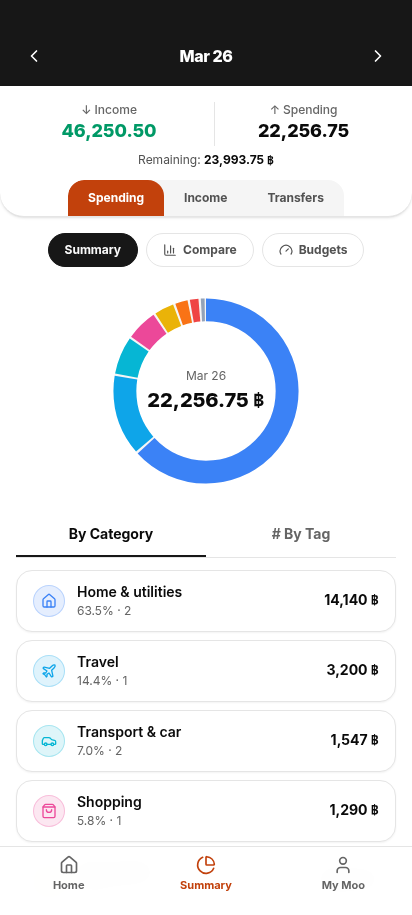 Mar 26
↓ Income
46,250.50
↑ Spending
22,256.75
Remaining: 23,993.75 ฿
Spending
Income
Transfers
Summary
Compare
Budgets
Mar 26
22,256.75 ฿
By Category
# By Tag
Home & utilities
63.5% · 2
14,140 ฿
Travel
14.4% · 1
3,200 ฿
Transport & car
7.0% · 2
1,547 ฿
Shopping
5.8% · 1
1,290 ฿
Home
Summary
My Moo